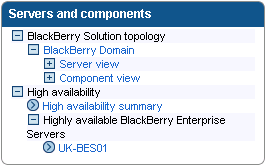 Servers and components
BlackBerry Solution topology
BlackBerry Domain
Server view
Component view
High availability
High availability summary
Highly available BlackBerry Enterprise
Servers
UK-BES01